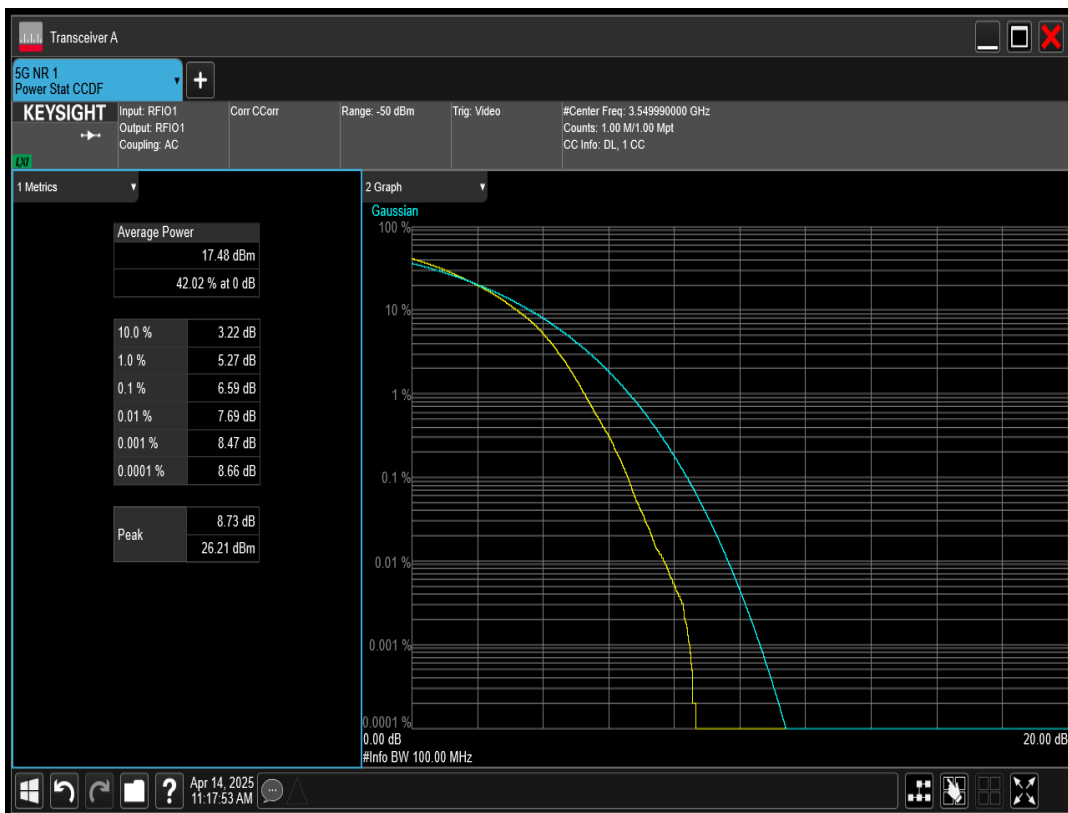 Transceiver A
5G NR 1
Power Stat CCDF
+
KEYSIGHT
LXI
Input: RFIO1
Output: RFIO1
Coupling: AC
Corr CCorr
Range: -50 dBm
Trig: Video
#Center Freq: 3.549990000 GHz
Counts: 1.00 M/1.00 Mpt
CC Info: DL, 1 CC
1 Metrics
Average Power
17.48 dBm
42.02 % at 0 dB
10.0 % 3.22 dB
1.0 % 5.27 dB
0.1 % 6.59 dB
0.01 % 7.69 dB
0.001 % 8.47 dB
0.0001 % 8.66 dB
Peak
8.73 dB
26.21 dBm
2 Graph
Gaussian
100 %
10 %
1 %
0.1 %
0.01 %
0.001 %
0.0001 %
0.00 dB 20.00 dB
#Info BW 100.00 MHz
?
Apr 14, 2025
11:17:53 AM